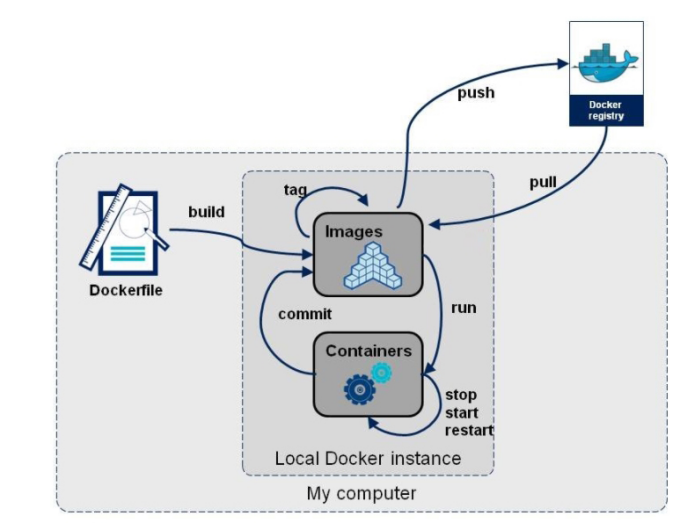 push
Docker
registry
pull
tag
build
Images
Dockerfile
commit
run
Containers
stop
start
restart
Local Docker instance
My computer